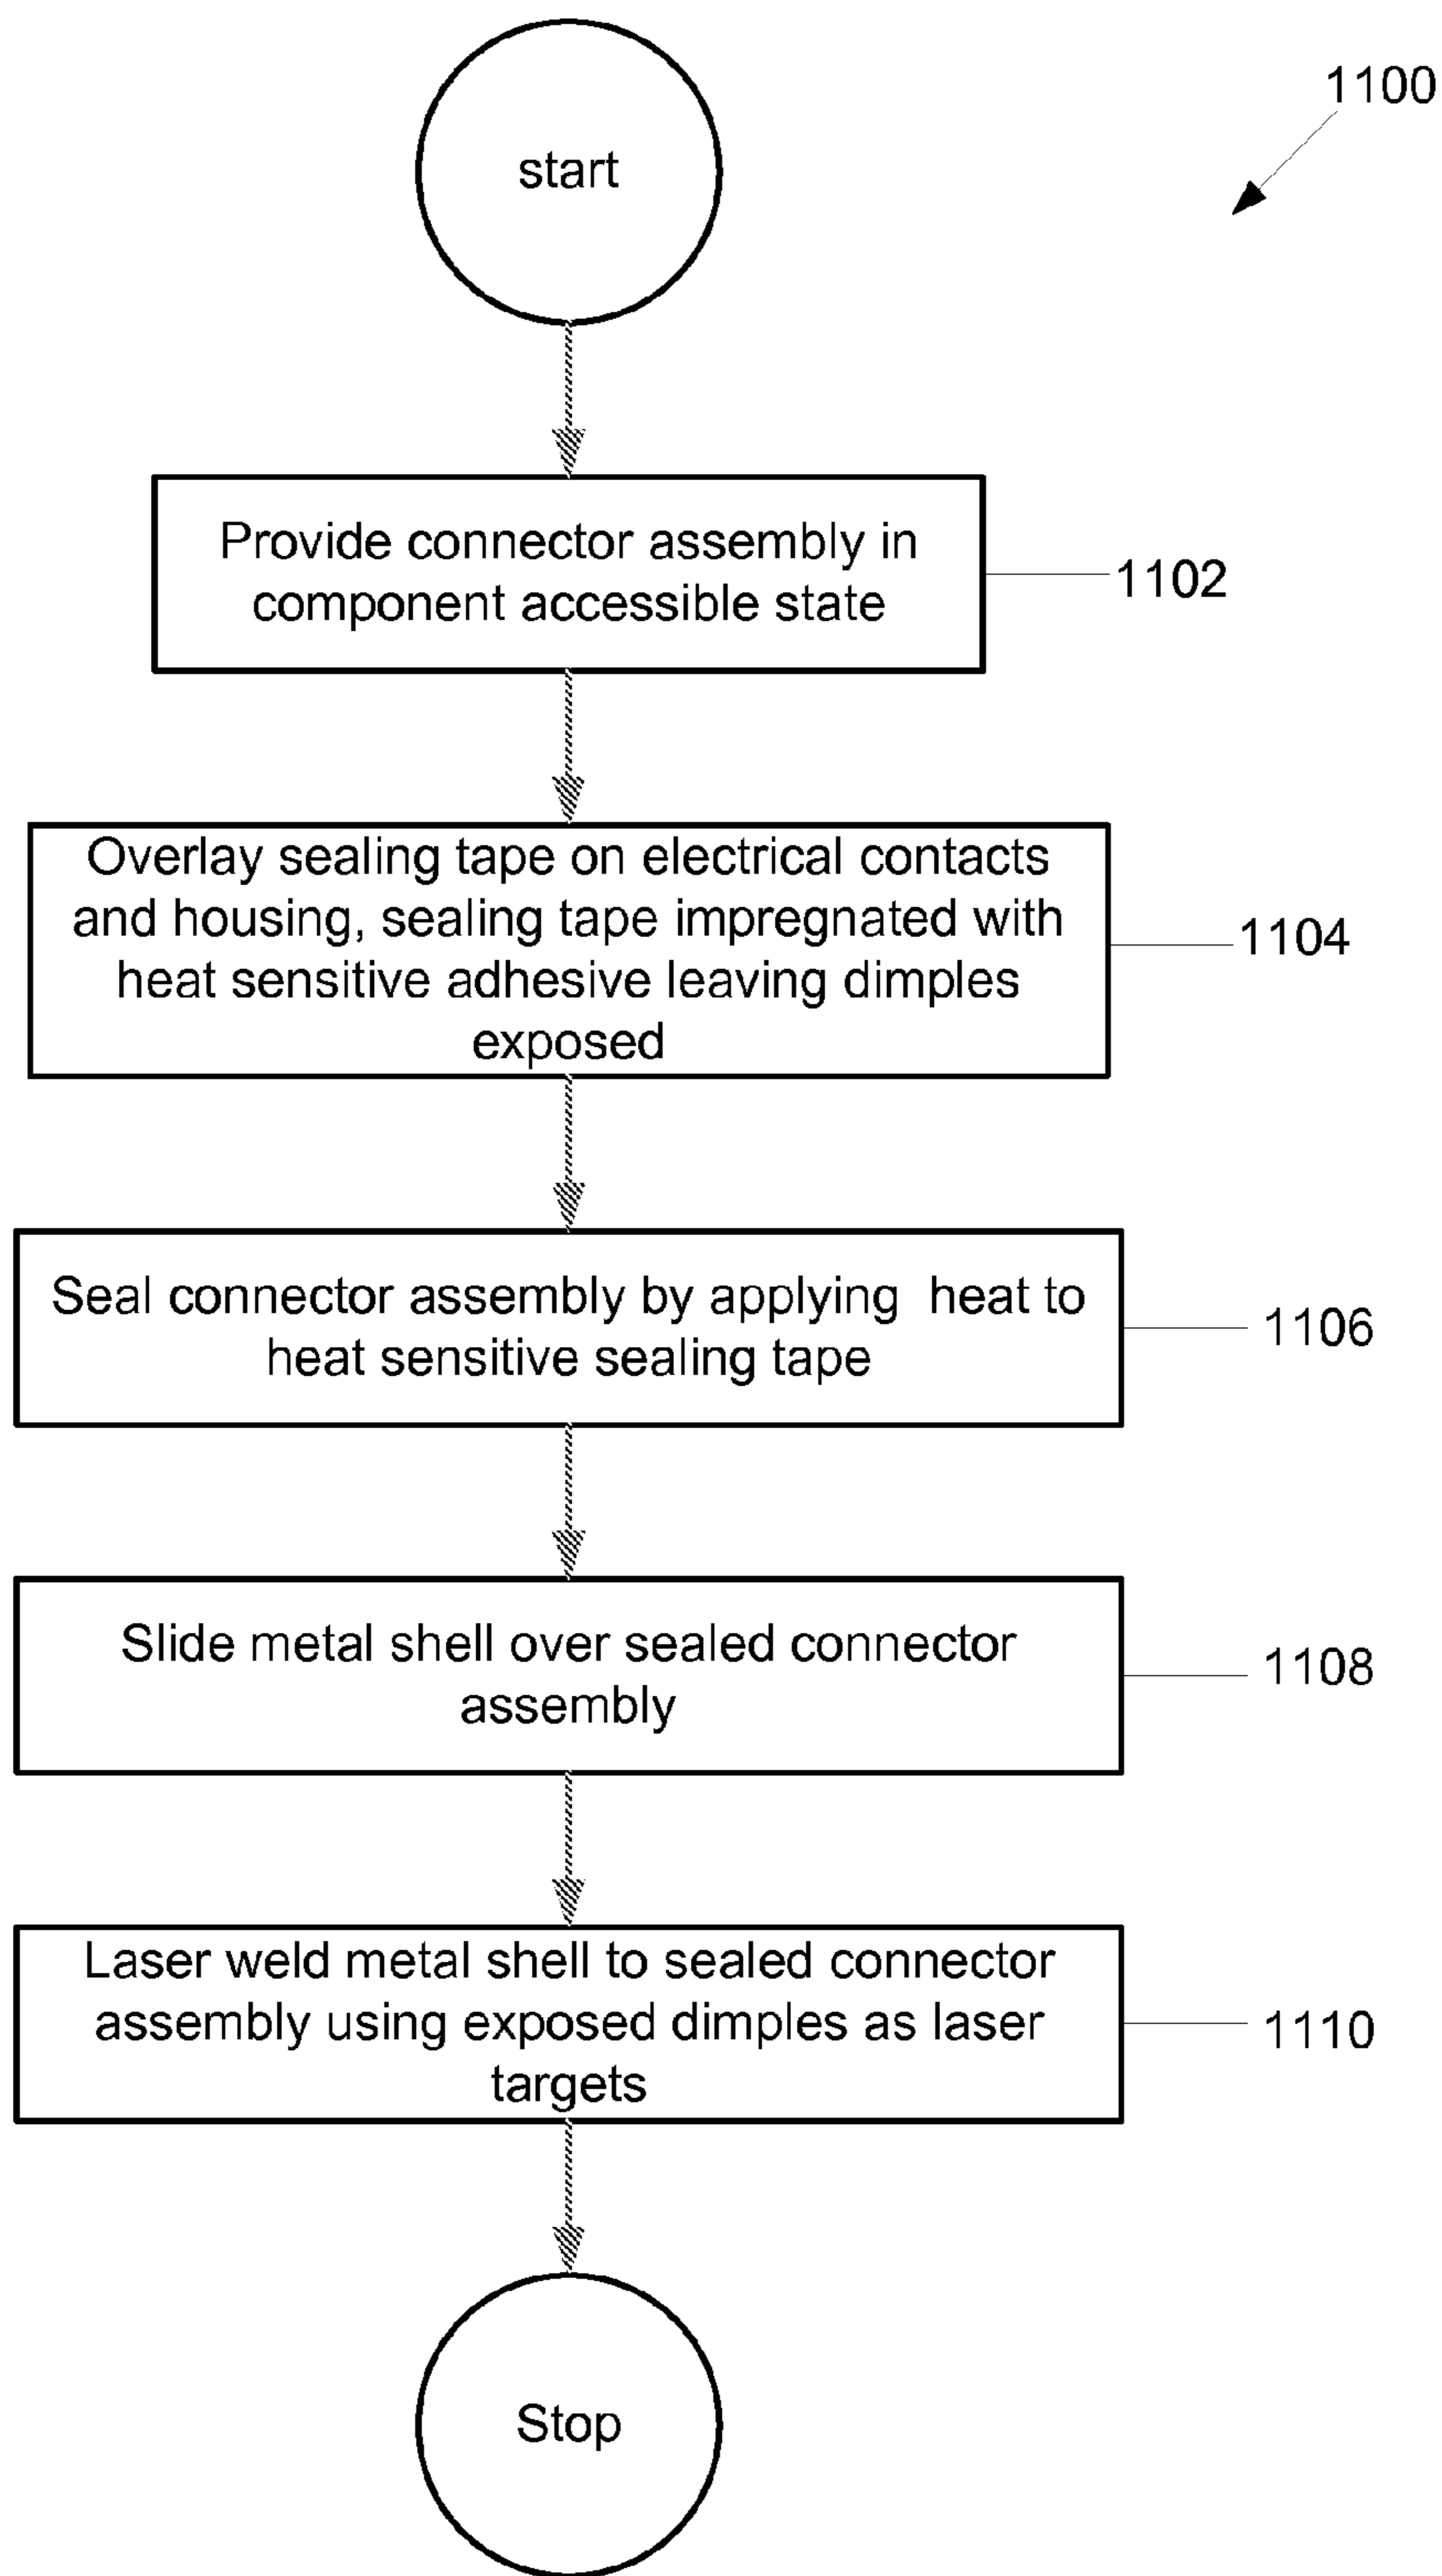 1100
start
Provide connector assembly in
component accessible state
1102
Overlay sealing tape on electrical contacts
and housing, sealing tape impregnated with
heat sensitive adhesive leaving dimples
exposed
1104
Seal connector assembly by applying  heat to
heat sensitive sealing tape
1106
Slide metal shell over sealed connector
assembly
1108
Laser weld metal shell to sealed connector
assembly using exposed dimples as laser
targets
1110
Stop